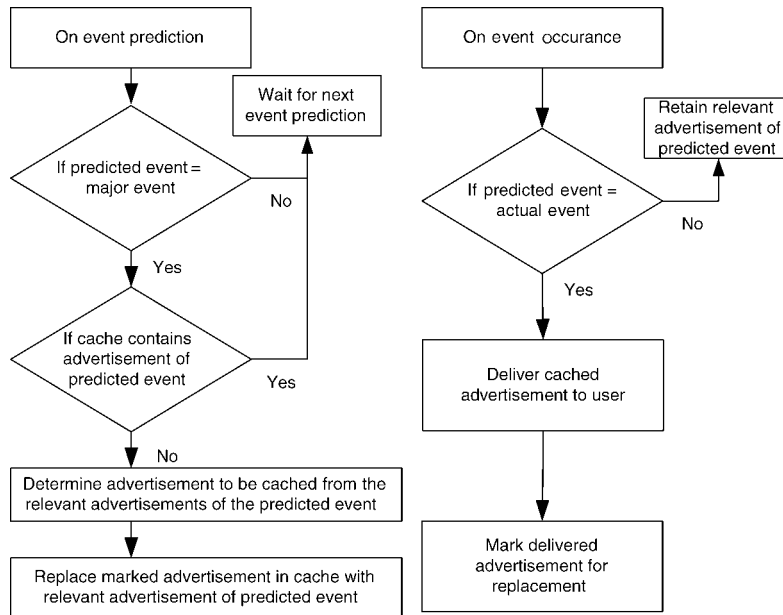 On event prediction
Wait for next
event prediction
If predicted event =
major event
No
Yes
If cache contains
advertisement of
predicted event
Yes
No
Determine advertisement to be cached from the
relevant advertisements of the predicted event
Replace marked advertisement in cache with
relevant advertisement of predicted event
On event occurance
Retain relevant
advertisement of
predicted event
If predicted event =
actual event
No
Yes
Deliver cached
advertisement to user
Mark delivered
advertisement for
replacement